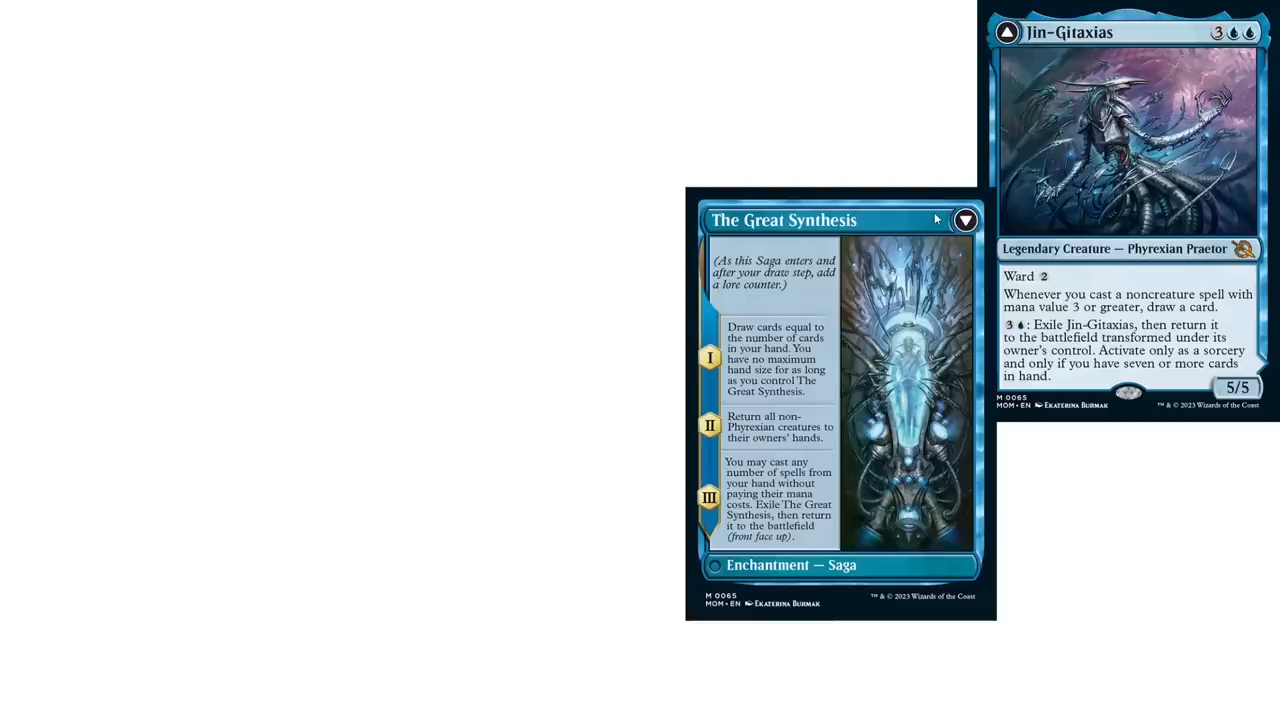 Jin-Gitaxias
3
Legendary Creature — Phyrexian Praetor
Ward 2
Whenever you cast a noncreature spell with
mana value 3 or greater, draw a card.
3 : Exile Jin-Gitaxias, then return it
to the battlefield transformed under its
owner's control. Activate only as a sorcery
and only if you have seven or more cards
in hand.
5/5
M 0065
MOM • EN Ekaterina Burmak
™ & © 2023 Wizards of the Coast
The Great Synthesis
(As this Saga enters and
after your draw step, add
a lore counter.)
I
Draw cards equal to
the number of cards
in your hand. You
have no maximum
hand size for as long
as you control The
Great Synthesis.
II
Return all non-
Phyrexian creatures to
their owners' hands.
III
You may cast any
number of spells from
your hand without
paying their mana
costs. Exile The Great
Synthesis, then return
it to the battlefield
(front face up).
Enchantment — Saga
M 0065
MOM • EN Ekaterina Burmak
™ & © 2023 Wizards of the Coast